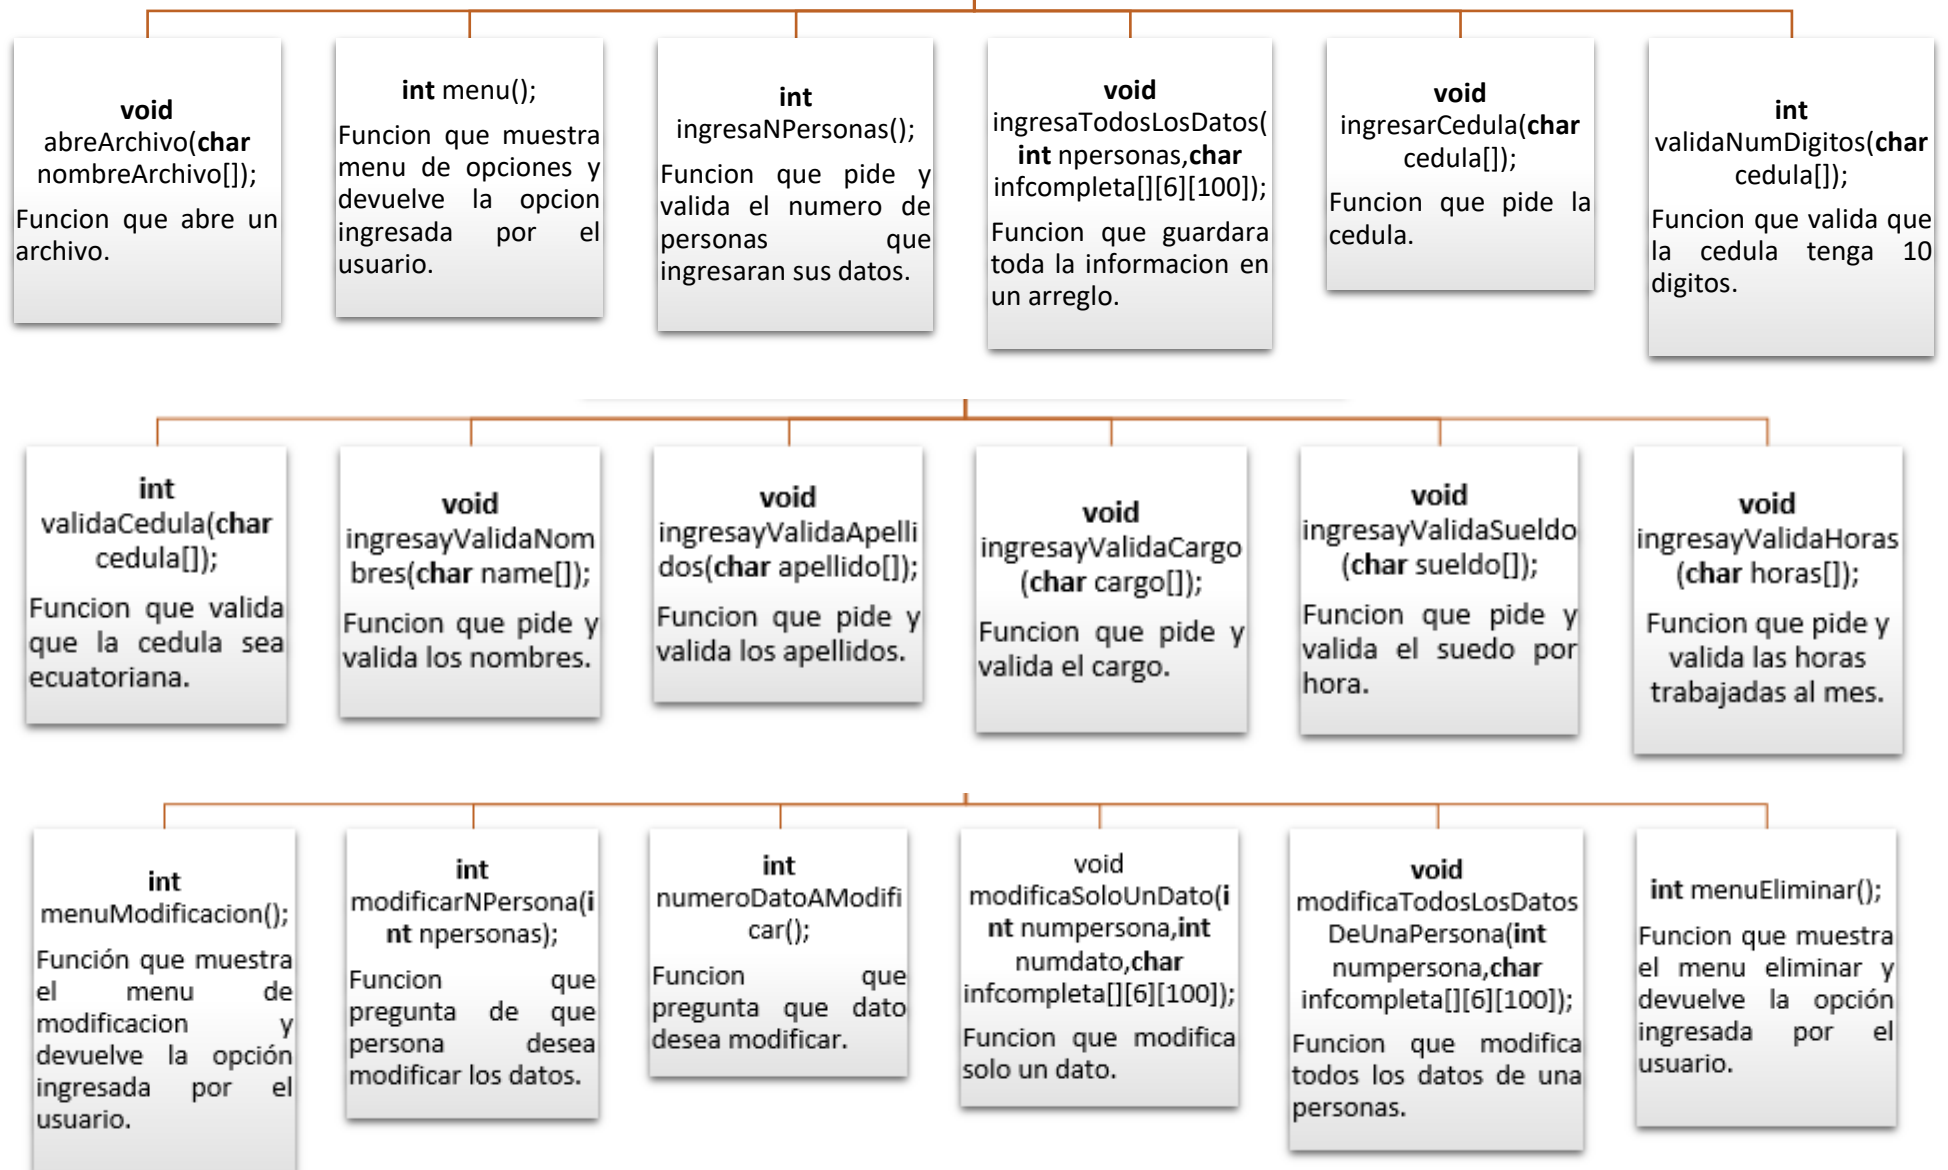 void
abreArchivo(char
nombreArchivo[]);
Funcion que abre un
archivo.
int menu();
Funcion que muestra
menu de opciones y
devuelve la opcion
ingresada por el
usuario.
int
ingresaNPersonas();
Funcion que pide y
valida el numero de
personas que
ingresaran sus datos.
void
ingresaTodosLosDatos(
int npersonas,char
infcompleta[][6][100]);
Funcion que guardara
toda la informacion en
un arreglo.
void
ingresarCedula(char
cedula[]);
Funcion que pide la
cedula.
int
validaNumDigitos(char
cedula[]);
Funcion que valida que
la cedula tenga 10
digitos.
int
validaCedula(char
cedula[]);
Funcion que valida
que la cedula sea
ecuatoriana.
void
ingresayValidaNom
bres(char name[]);
Funcion que pide y
valida los nombres.
void
ingresayValidaApelli
dos(char apellido[]);
Funcion que pide y
valida los apellidos.
void
ingresayValidaCargo
(char cargo[]);
Funcion que pide y
valida el cargo.
void
ingresayValidaSueldo
(char sueldo[]);
Funcion que pide y
valida el suedo por
hora.
void
ingresayValidaHoras
(char horas[]);
Funcion que pide y
valida las horas
trabajadas al mes.
int
menuModificacion();
Función que muestra
el menu de
modificacion y
devuelve la opción
ingresada por el
usuario.
int
modificarNPersona(i
nt npersonas);
Funcion que
pregunta de que
persona desea
modificar los datos.
int
numeroDatoAModifi
car();
Funcion que
pregunta que dato
desea modificar.
void
modificaSoloUnDato(i
nt numpersona,int
numdato,char
infcompleta[][6][100]);
Funcion que modifica
solo un dato.
void
modificaTodosLosDatos
DeUnaPersona(int
numpersona,char
infcompleta[][6][100]);
Funcion que modifica
todos los datos de una
personas.
int menuEliminar();
Funcion que muestra
el menu eliminar y
devuelve la opción
ingresada por el
usuario.